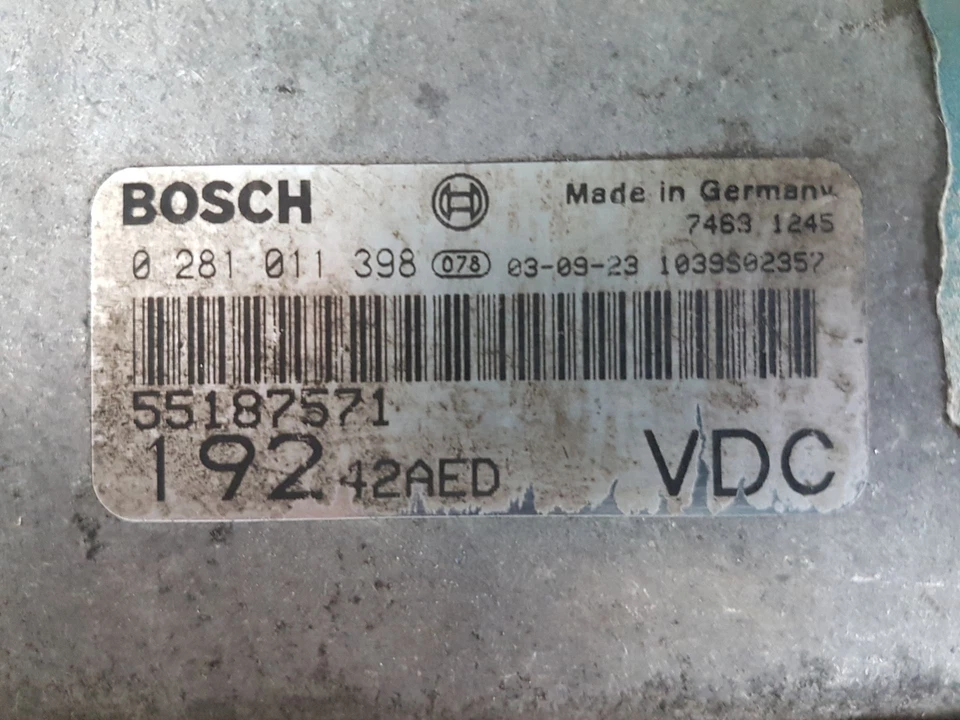 BOSCH
Made in Germany
7463 1245
0 281 011 398 078 03-09-23 1039S02357
55187571
192 42AED VDC